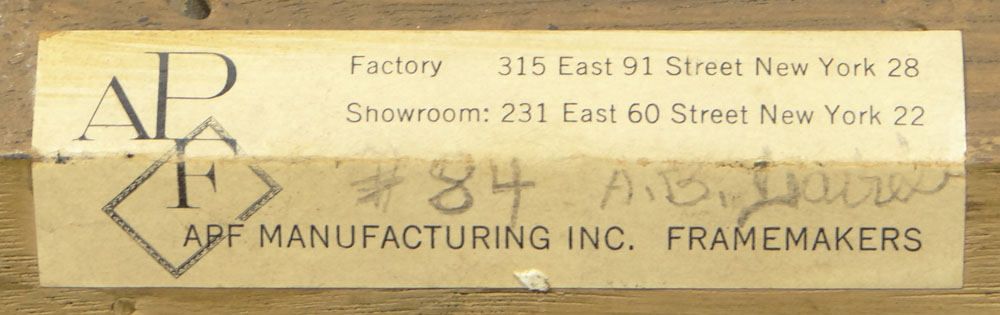 APF
Factory 315 East 91 Street New York 28
Showroom: 231 East 60 Street New York 22
# 84 A.B.
APF MANUFACTURING INC. FRAMEMAKERS